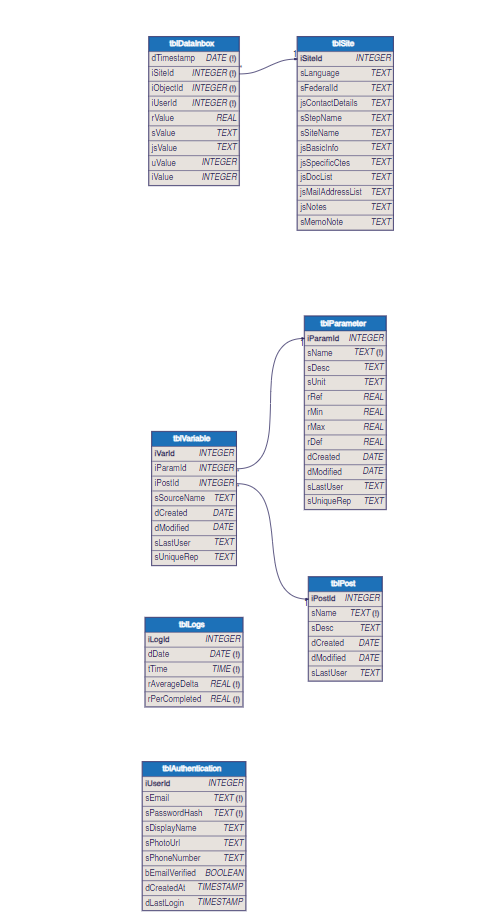 tblDataInbox
dTimestamp DATE (!)
iSiteId INTEGER (!)
iObjectId INTEGER (!)
iUserId INTEGER (!)
rValue REAL
sValue TEXT
jsValue TEXT
uValue INTEGER
iValue INTEGER
tblSite
iSiteId INTEGER
sLanguage TEXT
sFederalId TEXT
jsContactDetails TEXT
sStepName TEXT
sSiteName TEXT
jsBasicInfo TEXT
jsSpecificCtes TEXT
jsDocList TEXT
jsMailAddressList TEXT
jsNotes TEXT
sMemoNote TEXT
tblParameter
iParamId INTEGER
sName TEXT (!)
sDesc TEXT
sUnit TEXT
rRef REAL
rMin REAL
rMax REAL
rDef REAL
dCreated DATE
dModified DATE
sLastUser TEXT
sUniqueRep TEXT
tblVariable
iVarId INTEGER
iParamId INTEGER
iPostId INTEGER
sSourceName TEXT
dCreated DATE
dModified DATE
sLastUser TEXT
sUniqueRep TEXT
tblPost
iPostId INTEGER
sName TEXT (!)
sDesc TEXT
dCreated DATE
dModified DATE
sLastUser TEXT
tblLogs
iLogId INTEGER
dDate DATE (!)
tTime TIME (!)
rAverageDelta REAL (!)
rPerCompleted REAL (!)
tblAuthentication
iUserId INTEGER
sEmail TEXT (!)
sPasswordHash TEXT (!)
sDisplayName TEXT
sPhotoUrl TEXT
sPhoneNumber TEXT
bEmailVerified BOOLEAN
dCreatedAt TIMESTAMP
dLastLogin TIMESTAMP